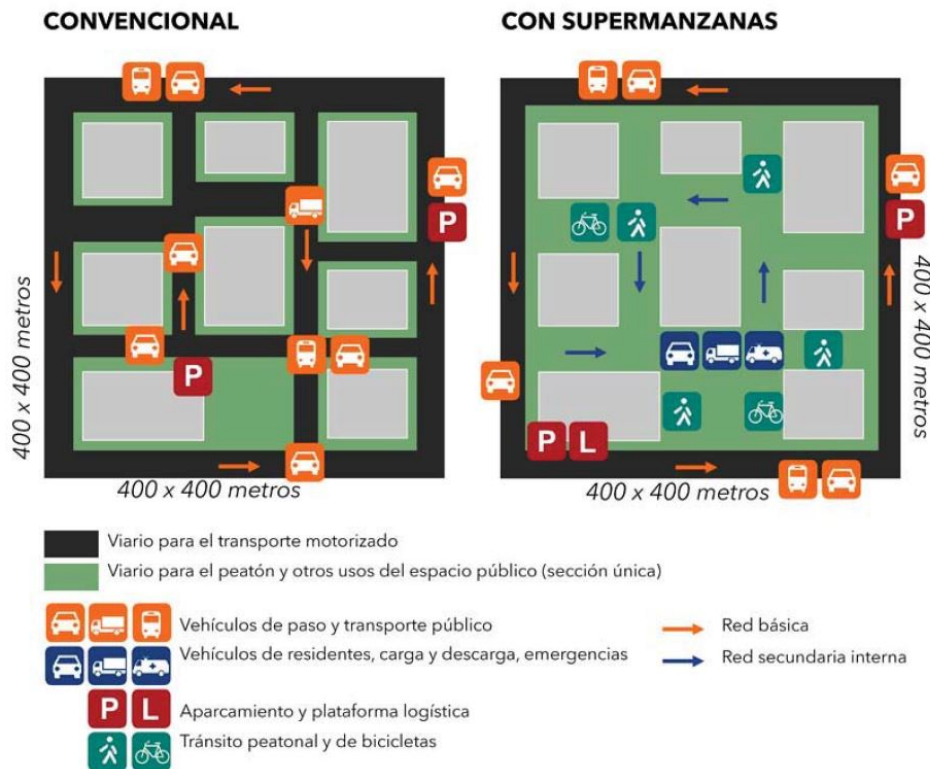 CONVENCIONAL
CON SUPERMANZANAS
P
P
P
P L
400 x 400 metros
400 x 400 metros
400 x 400 metros
400 x 400 metros
Viario para el transporte motorizado
Viario para el peatón y otros usos del espacio público (sección única)
Vehículos de paso y transporte público
Red básica
Vehículos de residentes, carga y descarga, emergencias
Red secundaria interna
P L
Aparcamiento y plataforma logística
Tránsito peatonal y de bicicletas